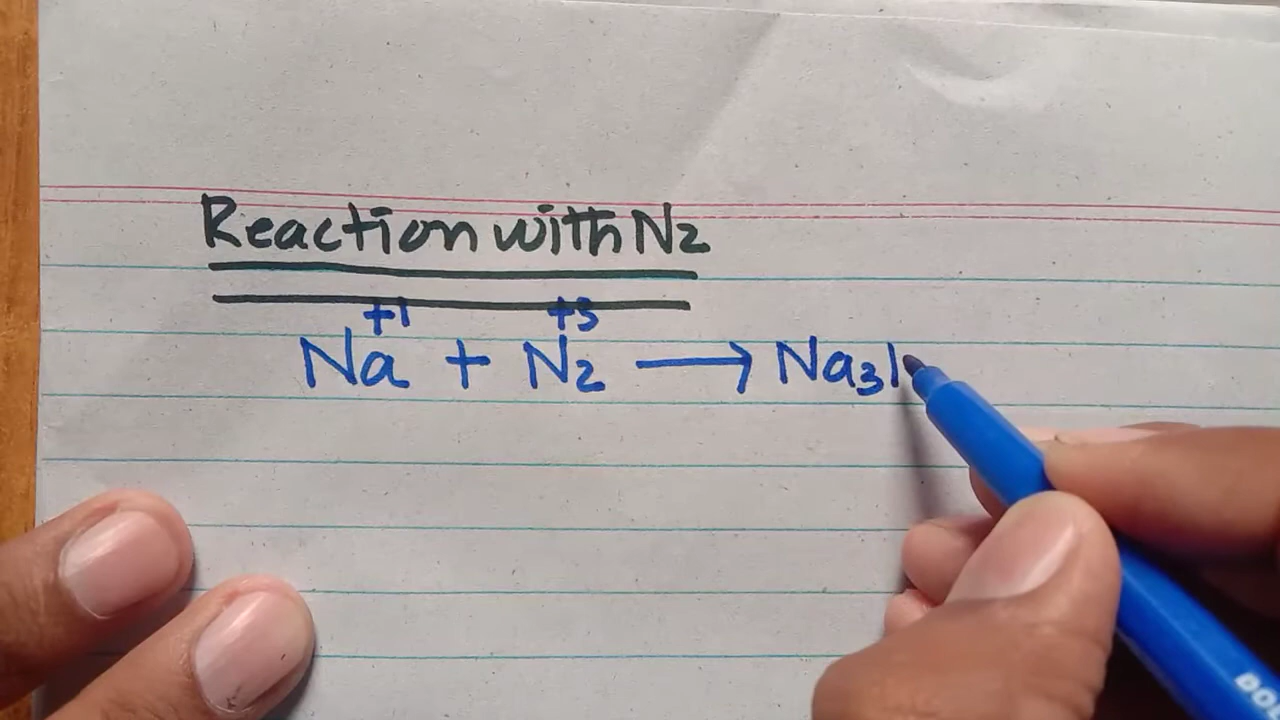 Reaction with N2
+1 +3
Na + N2 → Na3